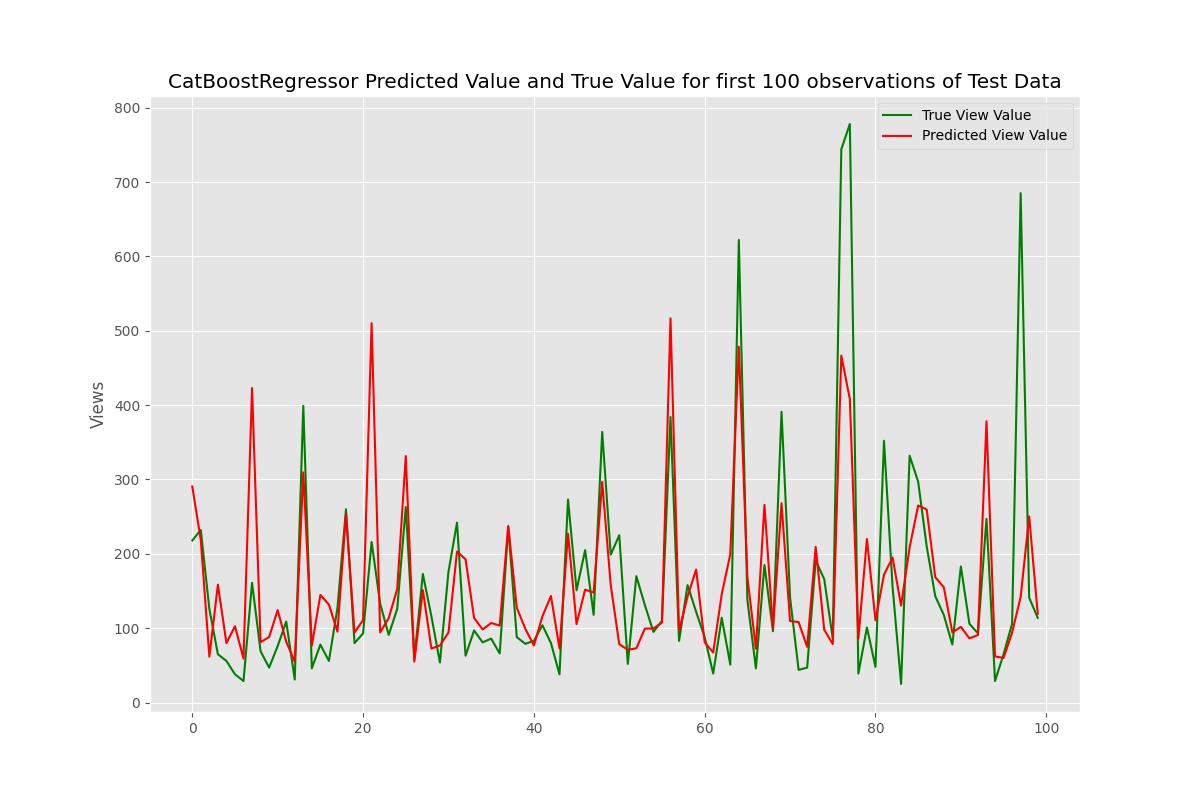 CatBoostRegressor Predicted Value and True Value for first 100 observations of Test Data
True View Value
Predicted View Value
Views
800
700
600
500
400
300
200
100
0
0 20 40 60 80 100